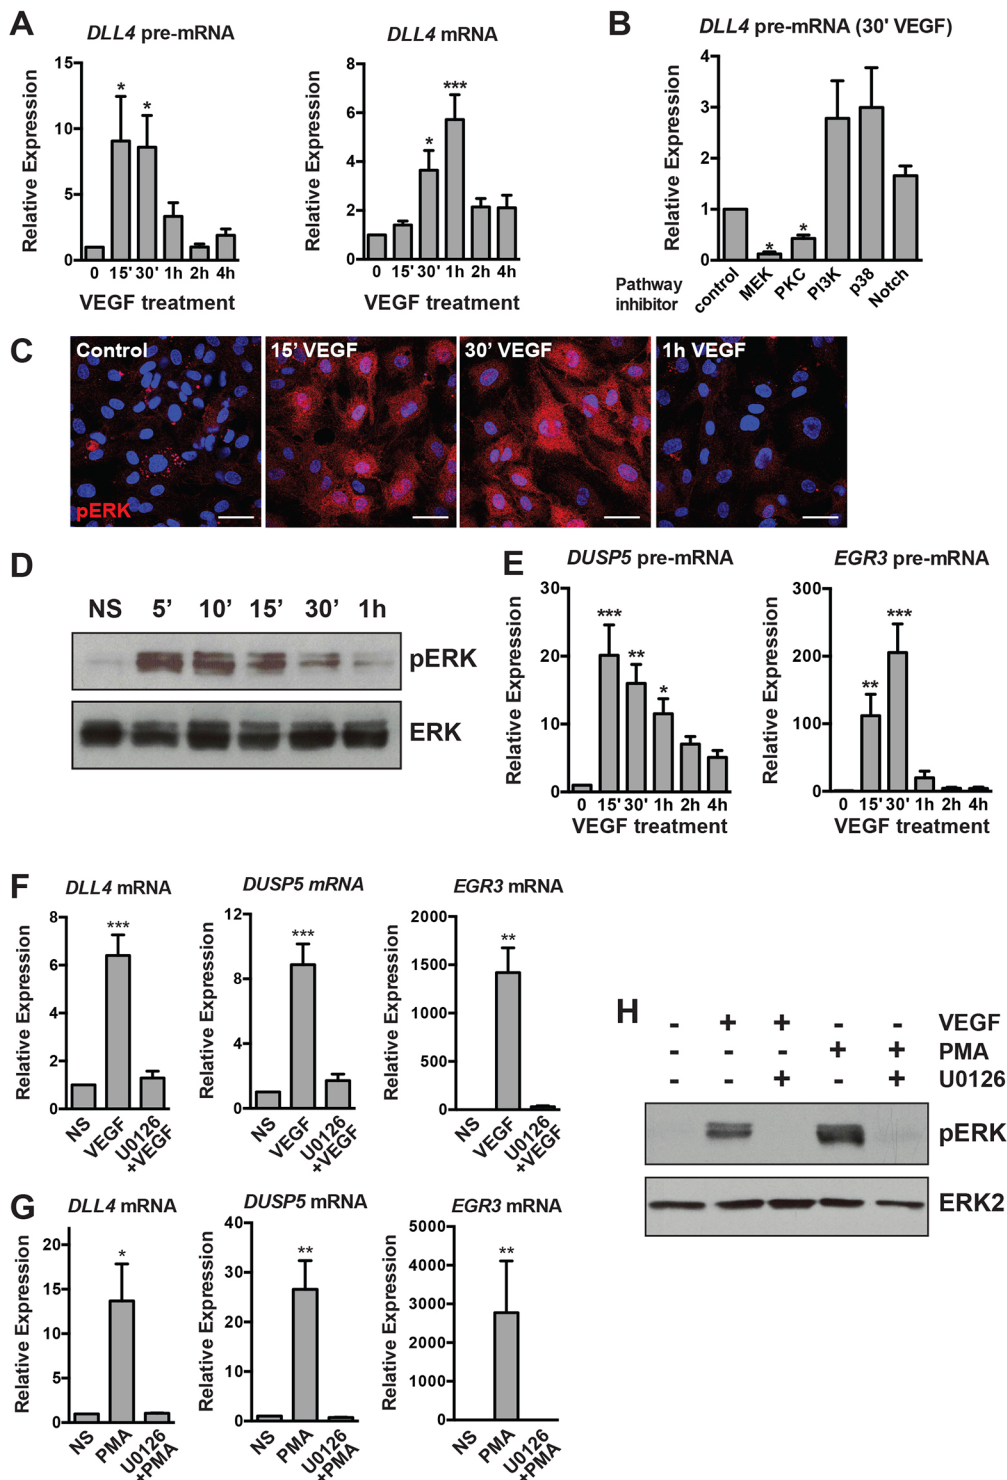 A
DLL4 pre-mRNA
Relative Expression
15
10
5
0
*
*
0 15' 30' 1h 2h 4h
VEGF treatment
DLL4 mRNA
Relative Expression
8
6
4
2
0
*
***
0 15' 30' 1h 2h 4h
VEGF treatment
B
DLL4 pre-mRNA (30' VEGF)
Relative Expression
4
3
2
1
0
*
*
Pathway
inhibitor
control MEK PKC PI3K p38 Notch
C
Control
15' VEGF
30' VEGF
1h VEGF
pERK
D
NS 5' 10' 15' 30' 1h
pERK
ERK
E
DUSP5 pre-mRNA
Relative Expression
30
20
10
0
***
**
*
0 15' 30' 1h 2h 4h
VEGF treatment
EGR3 pre-mRNA
Relative Expression
300
200
100
0
**
***
0 15' 30' 1h 2h 4h
VEGF treatment
F
DLL4 mRNA
Relative Expression
8
6
4
2
0
***
NS VEGF U0126
+VEGF
DUSP5 mRNA
Relative Expression
12
8
4
0
***
NS VEGF U0126
+VEGF
EGR3 mRNA
Relative Expression
2000
1500
1000
500
0
**
NS VEGF U0126
+VEGF
G
DLL4 mRNA
Relative Expression
20
15
10
5
0
*
NS PMA U0126
+PMA
DUSP5 mRNA
Relative Expression
40
30
20
10
0
**
NS PMA U0126
+PMA
EGR3 mRNA
Relative Expression
5000
4000
3000
2000
1000
0
**
NS PMA U0126
+PMA
H
- + + - - VEGF
- - - + + PMA
- - + - + U0126
pERK
ERK2